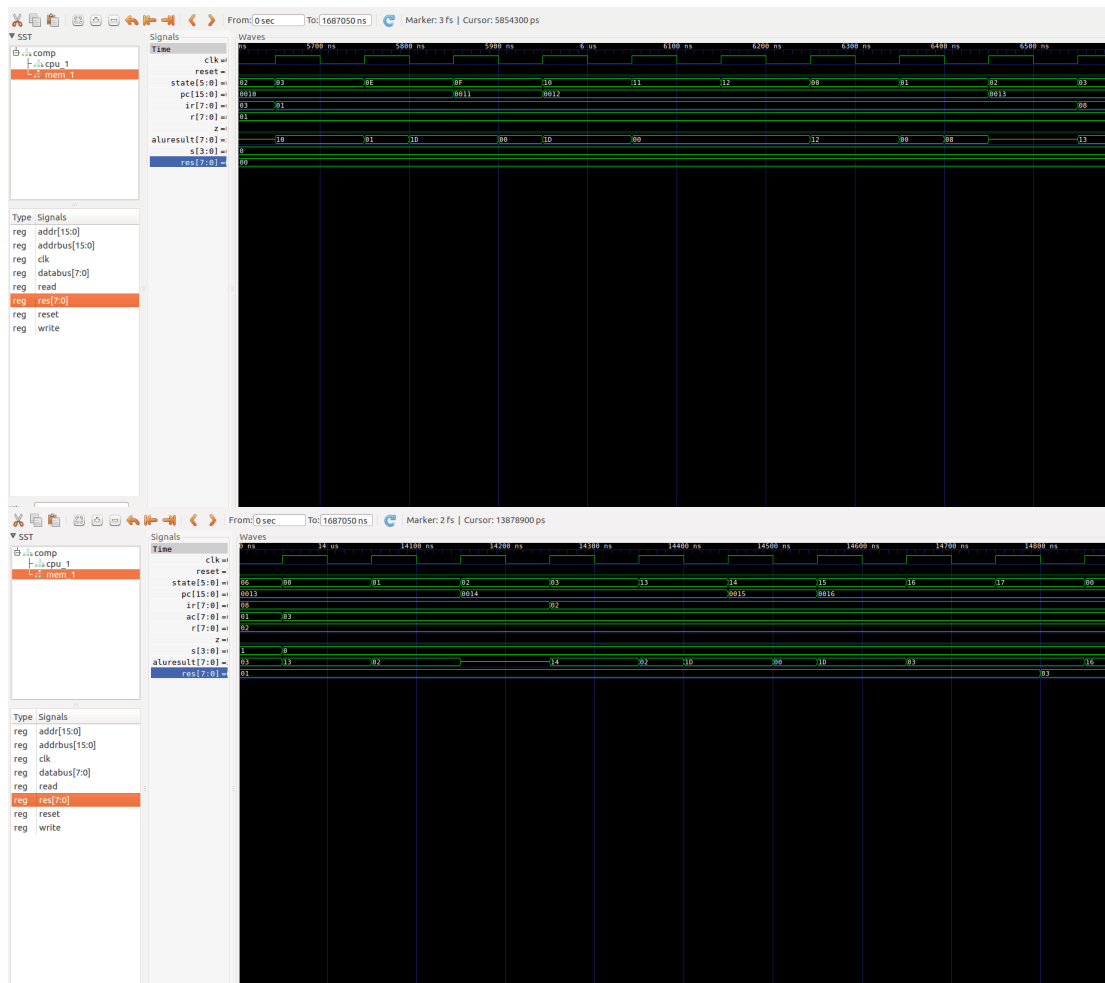 From: 0 sec To: 1687050 ns Marker: 3 fs | Cursor: 5854300 ps
SST
comp
cpu_1
mem_1
Type Signals
reg addr[15:0]
reg addrbus[15:0]
reg clk
reg databus[7:0]
reg read
reg res[7:0]
reg reset
reg write
Signals
Time
clk =
reset =
state[5:0] =
pc[15:0] =
ir[7:0] =
r[7:0] =
z =
aluresult[7:0] =
s[3:0] =
res[7:0] =
Waves
ns 5700 ns 5800 ns 5900 ns 6 us 6100 ns 6200 ns 6300 ns 6400 ns 6500 ns
02 03 0E 0F 10 11 12 00 01 02 03
0010 0011 0012 0013
03 01 08
01
10 01 1D 00 1D 00 12 00 08 13
0
00
From: 0 sec To: 1687050 ns Marker: 2 fs | Cursor: 13878900 ps
SST
comp
cpu_1
mem_1
Type Signals
reg addr[15:0]
reg addrbus[15:0]
reg clk
reg databus[7:0]
reg read
reg res[7:0]
reg reset
reg write
Signals
Time
clk =
reset =
state[5:0] =
pc[15:0] =
ir[7:0] =
ac[7:0] =
r[7:0] =
z =
s[3:0] =
aluresult[7:0] =
res[7:0] =
Waves
0 ns 14 us 14100 ns 14200 ns 14300 ns 14400 ns 14500 ns 14600 ns 14700 ns 14800 ns
06 00 01 02 03 13 14 15 16 17 00
0013 0014 0015 0016
08 02
01 03
02
1 0
03 13 02 14 02 1D 00 1D 03 16
01 03